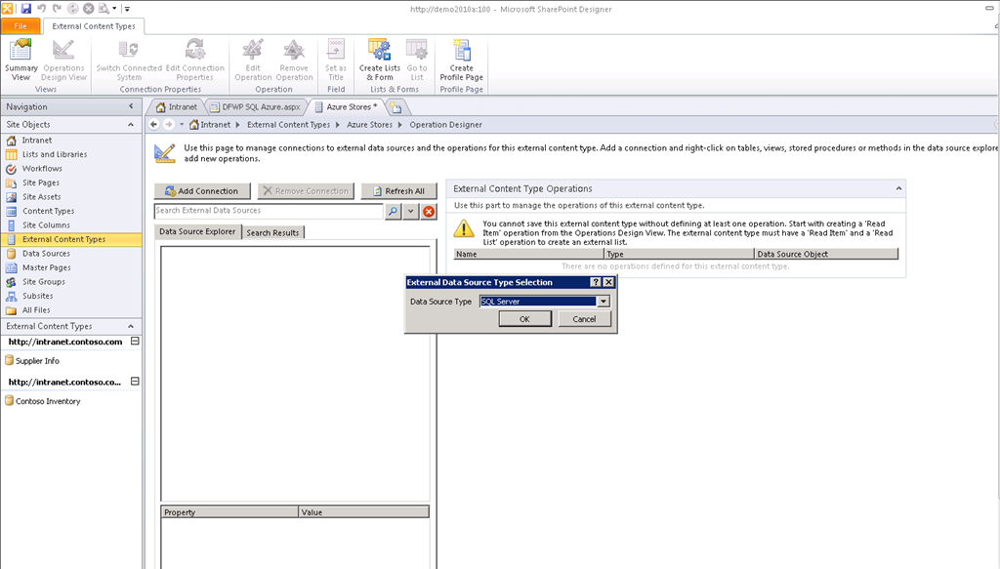 http://demo2010a:100 - Microsoft SharePoint Designer
File
External Content Types
Summary View
Operations Design View
Switch Connected System
Edit Connection Properties
Edit Operation
Remove Operation
Set as Title
Create Lists & Form
Go to List
Create Profile Page
Views
Connection Properties
Operation
Field
Lists & Forms
Profile Page
Navigation
Intranet
DFWP SQL Azure.aspx
Azure Stores *
Site Objects
Intranet
External Content Types
Azure Stores
Operation Designer
Intranet
Lists and Libraries
Workflows
Site Pages
Site Assets
Content Types
Site Columns
External Content Types
Data Sources
Master Pages
Site Groups
Subsites
All Files
External Content Types
http://intranet.contoso.com
Supplier Info
http://intranet.contoso.co...
Contoso Inventory
Use this page to manage connections to external data sources and the operations for this external content type. Add a connection and right-click on tables, views, stored procedures or methods in the data source explore
add new operations.
Add Connection
Remove Connection
Refresh All
Search External Data Sources
Data Source Explorer
Search Results
Property
Value
External Content Type Operations
Use this part to manage the operations of this external content type.
You cannot save this external content type without defining at least one operation. Start with creating a 'Read
Item' operation from the Operations Design View. The external content type must have a 'Read Item' and a 'Read
List' operation to create an external list.
Name
Type
Data Source Object
There are no operations defined for this external content type.
External Data Source Type Selection
Data Source Type
SQL Server
OK
Cancel